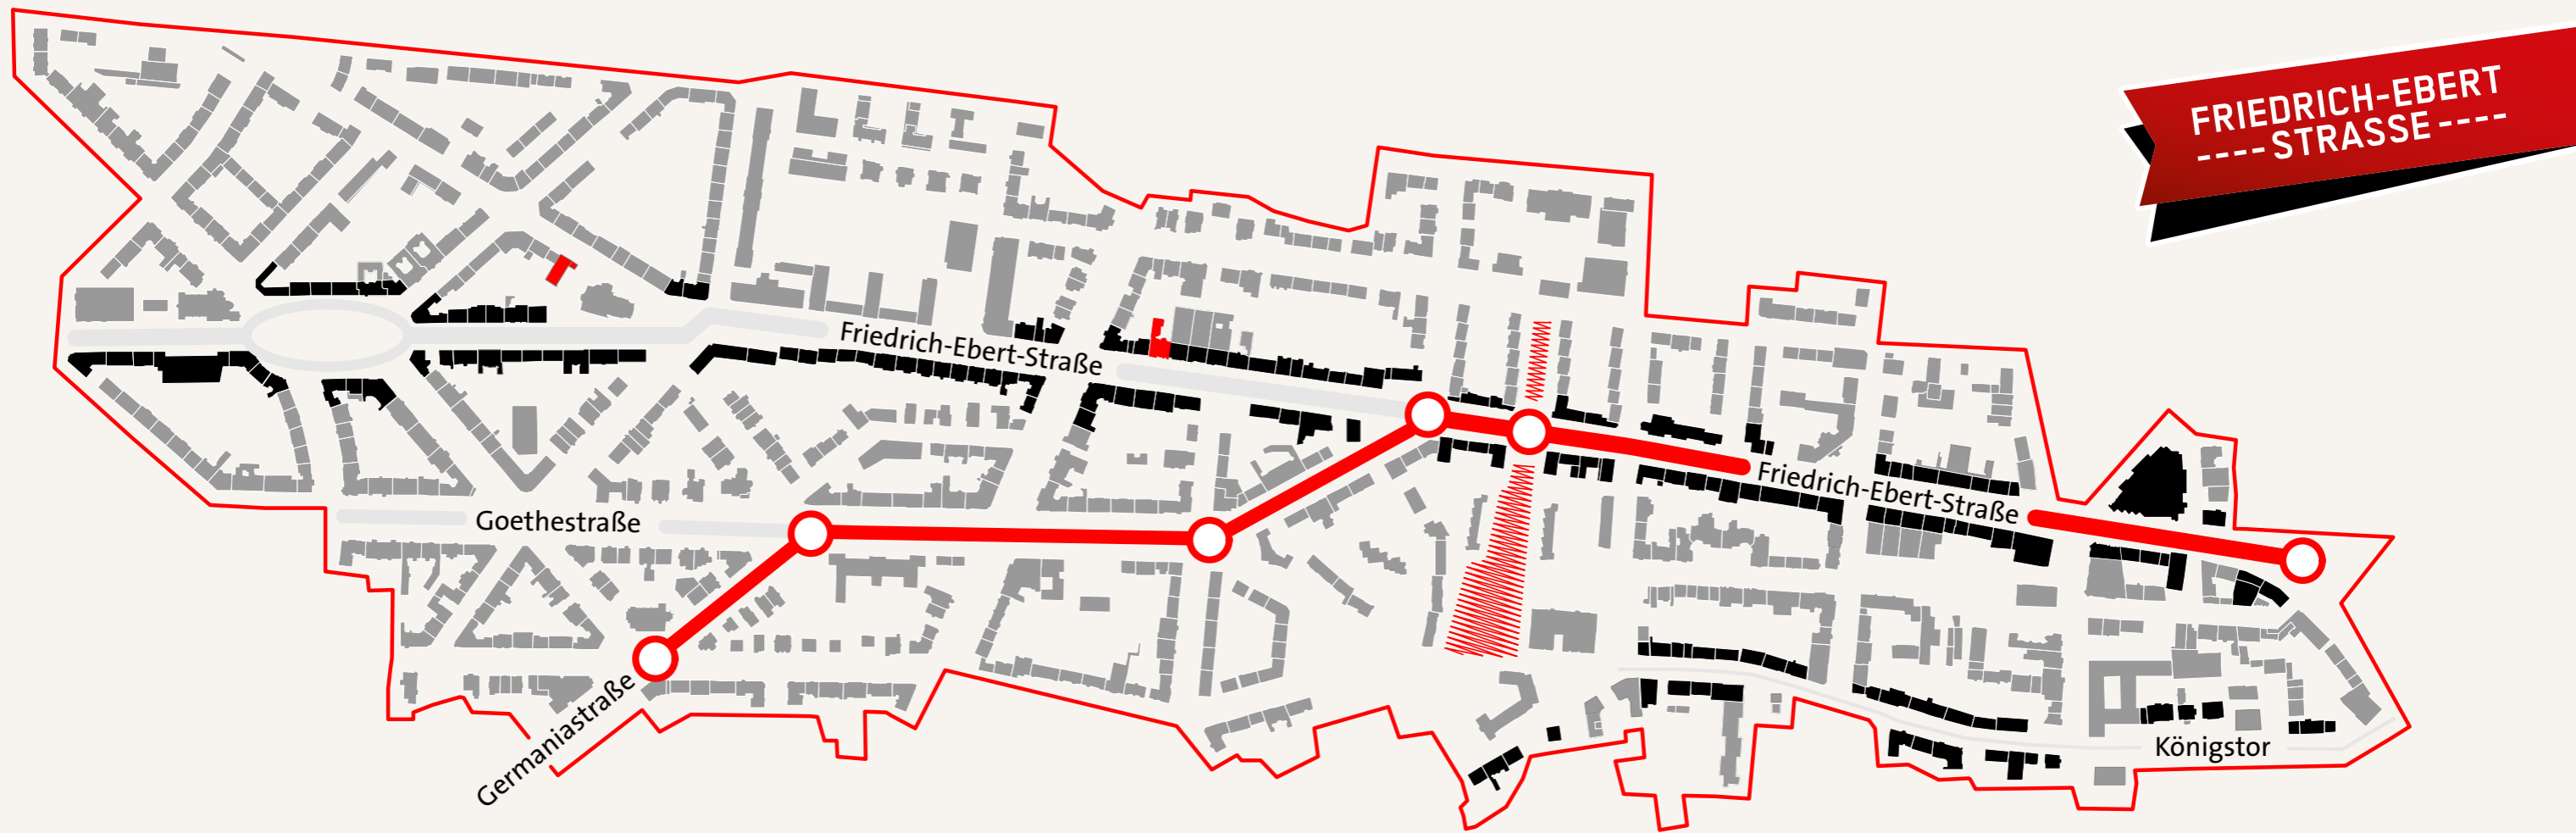 FRIEDRICH-EBERT
----STRASSE----
Friedrich-Ebert-Straße
Friedrich-Ebert-Straße
Goethestraße
Germaniastraße
Königstor